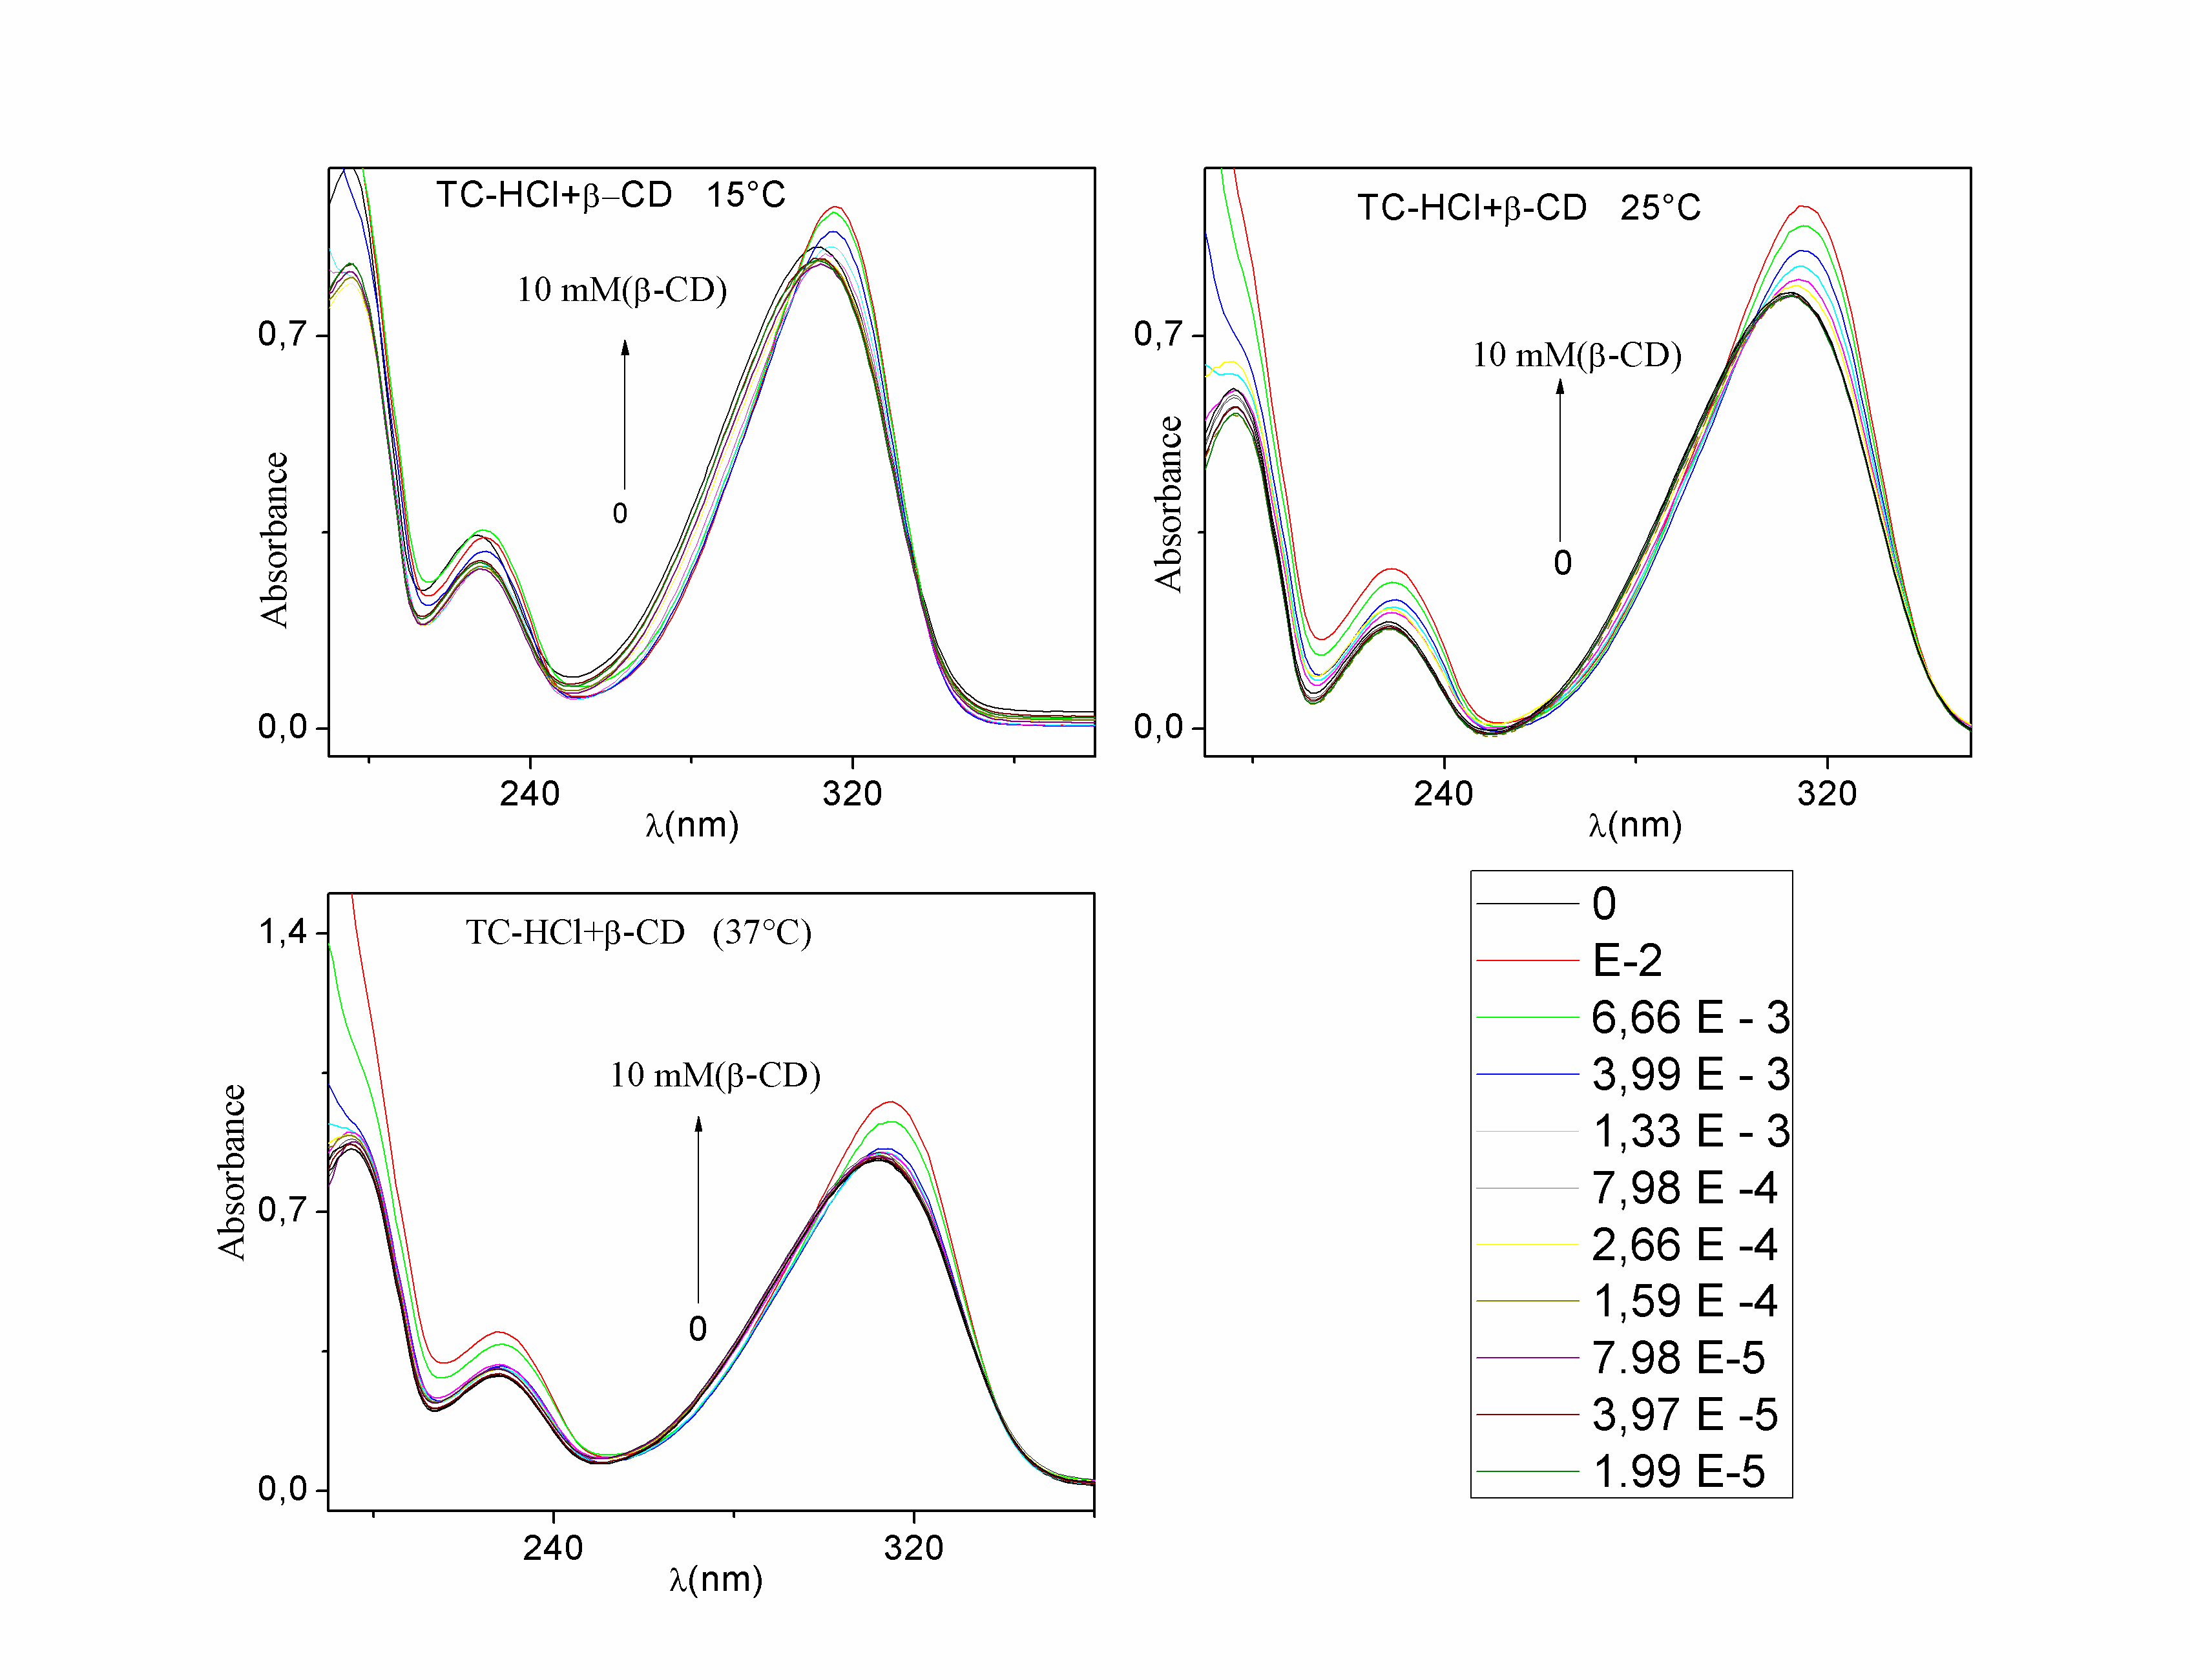 TC-HCl+β–CD 15°C
10 mM(β-CD)
0
0,7
0,0
Absorbance
240
320
λ(nm)
TC-HCl+β-CD 25°C
10 mM(β-CD)
0
0,7
0,0
Absorbance
240
320
λ(nm)
TC-HCl+β-CD (37°C)
10 mM(β-CD)
0
1,4
0,7
0,0
Absorbance
240
320
λ(nm)
0
E-2
6,66 E - 3
3,99 E - 3
1,33 E - 3
7,98 E -4
2,66 E -4
1,59 E -4
7.98 E-5
3,97 E -5
1.99 E-5